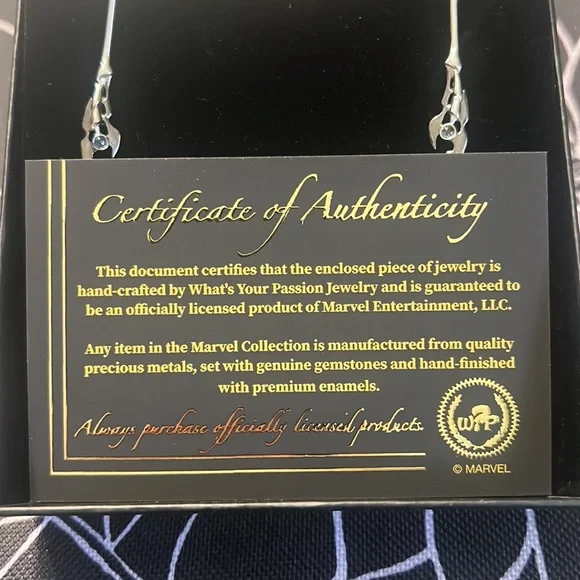 Certificate of Authenticity
This document certifies that the enclosed piece of jewelry is
hand-crafted by What's Your Passion Jewelry and is guaranteed to
be an officially licensed product of Marvel Entertainment, LLC.
Any item in the Marvel Collection is manufactured from quality
precious metals, set with genuine gemstones and hand-finished
with premium enamels.
Always purchase officially licensed products.
WYP
© MARVEL